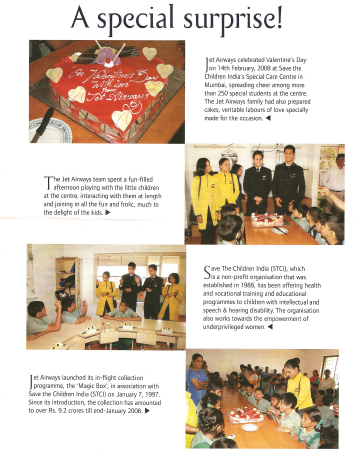 A special surprise!
Jet Airways celebrated Valentine's Day
on 14th February, 2008 at Save the
Children India's Special Care Centre in
Mumbai, spreading cheer among more
than 250 special students at the centre.
The Jet Airways family had also prepared
cakes, veritable labours of love specially
made for the occasion. ◀
Valentine's Day
With Love
From
Jet Airways
The Jet Airways team spent a fun-filled
afternoon playing with the little children
at the centre, interacting with them at length
and joining in all the fun and frolic, much to
the delight of the kids. ▶
Save The Children India (STCI), which
is a non-profit organisation that was
established in 1988, has been offering health
and vocational training and educational
programmes to children with intellectual and
speech & hearing disability. The organisation
also works towards the empowerment of
underprivileged women. ◀
Jet Airways launched its in-flight collection
programme, the 'Magic Box', in association with
Save the Children India (STCI) on January 7, 1997.
Since its introduction, the collection has amounted
to over Rs. 9.2 crores till end-January 2008. ▶